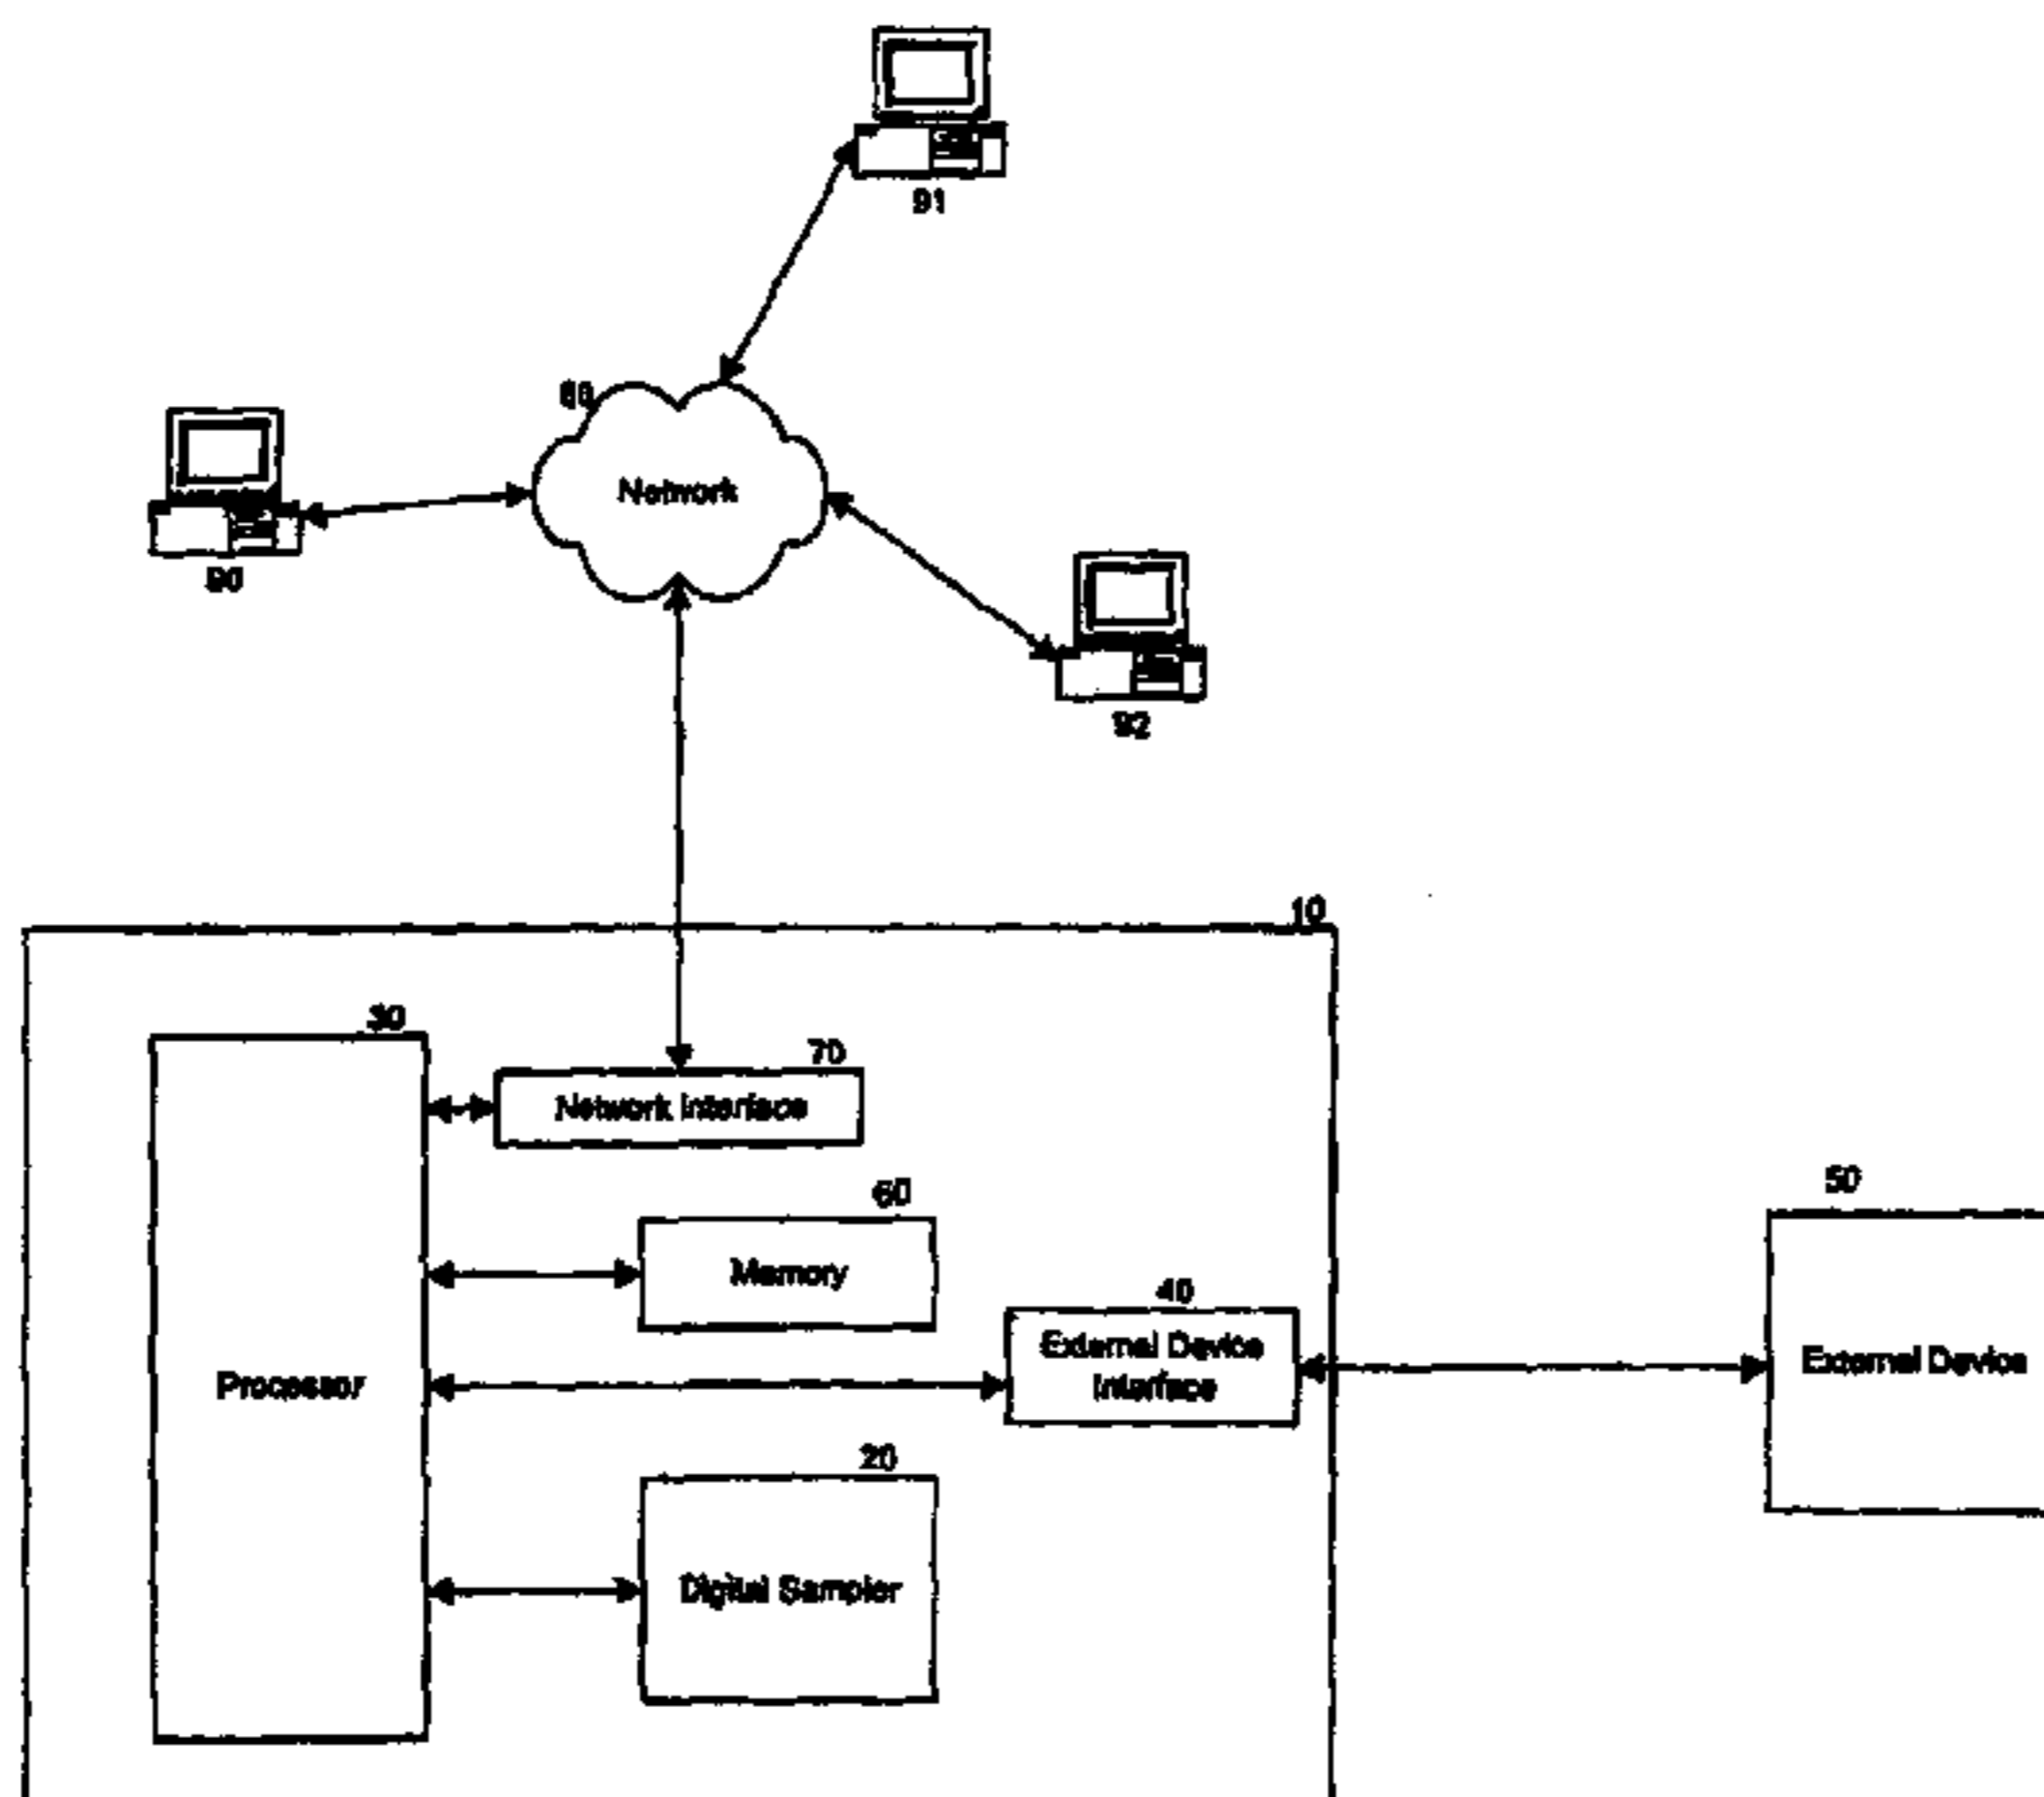 91
Network
90
92
10
30
70
Network Interface
60
50
Memory
40
External Device
Interface
External Device
Processor
20
Digital Sampler